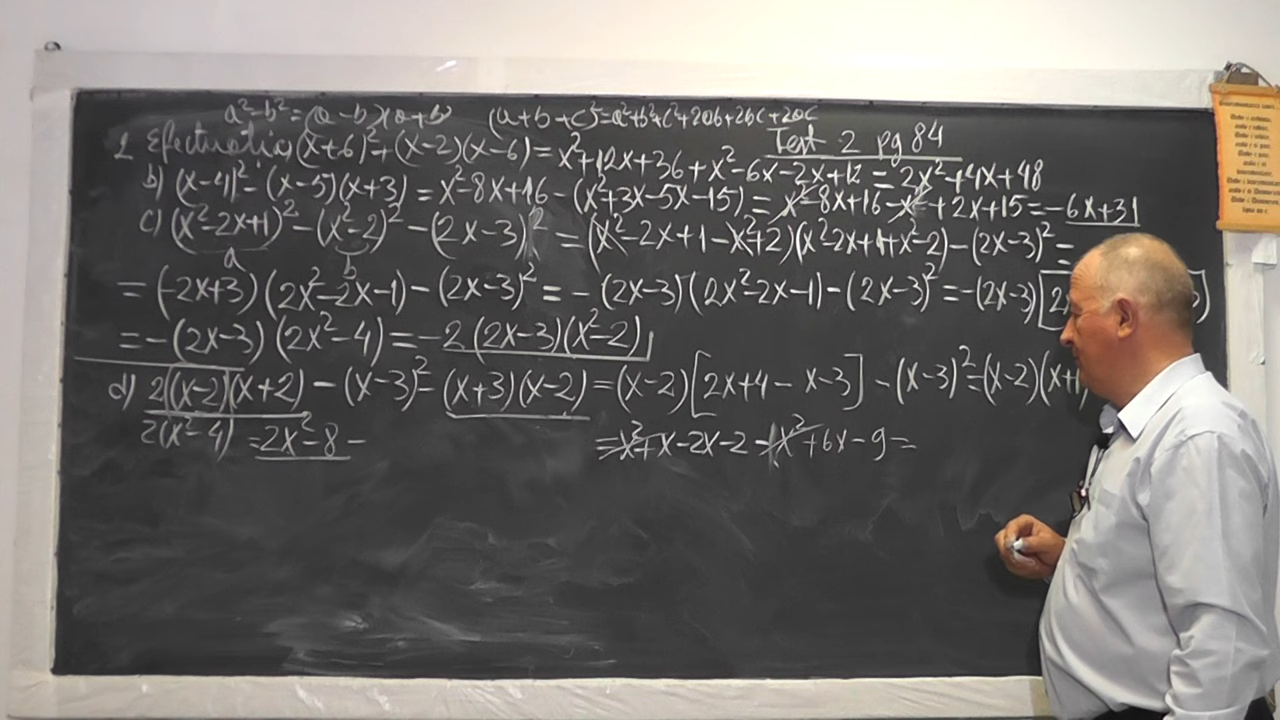 a²-b²=(a-b)(a+b) (a+b+c)²=a²+b²+c²+2ab+2bc+2ac
Test 2 pg 84
1 Efectuati a) (x+6)²+(x-2)(x-6)=x²+12x+36+x²-6x-2x+12=2x²+4x+48
b) (x-4)²-(x-5)(x+3)=x²-8x+16-(x²+3x-5x-15)=x²-8x+16-x²+2x+15=-6x+31
c) (x²-2x+1)²-(x²-2)²-(2x-3)²=(x²-2x+1-x²+2)(x²-2x+1+x²-2)-(2x-3)²=
a b
=(-2x+3)(2x²-2x-1)-(2x-3)²=-(2x-3)(2x²-2x-1)-(2x-3)²=-(2x-3)[2x
=-(2x-3)(2x²-4)=-2(2x-3)(x²-2)
d) 2(x-2)(x+2)-(x-3)²-(x+3)(x-2)=(x-2)[2x+4-x-3]-(x-3)²=(x-2)(x+1
2(x²-4)=2x²-8- =x²+x-2x-2-x²+6x-9=